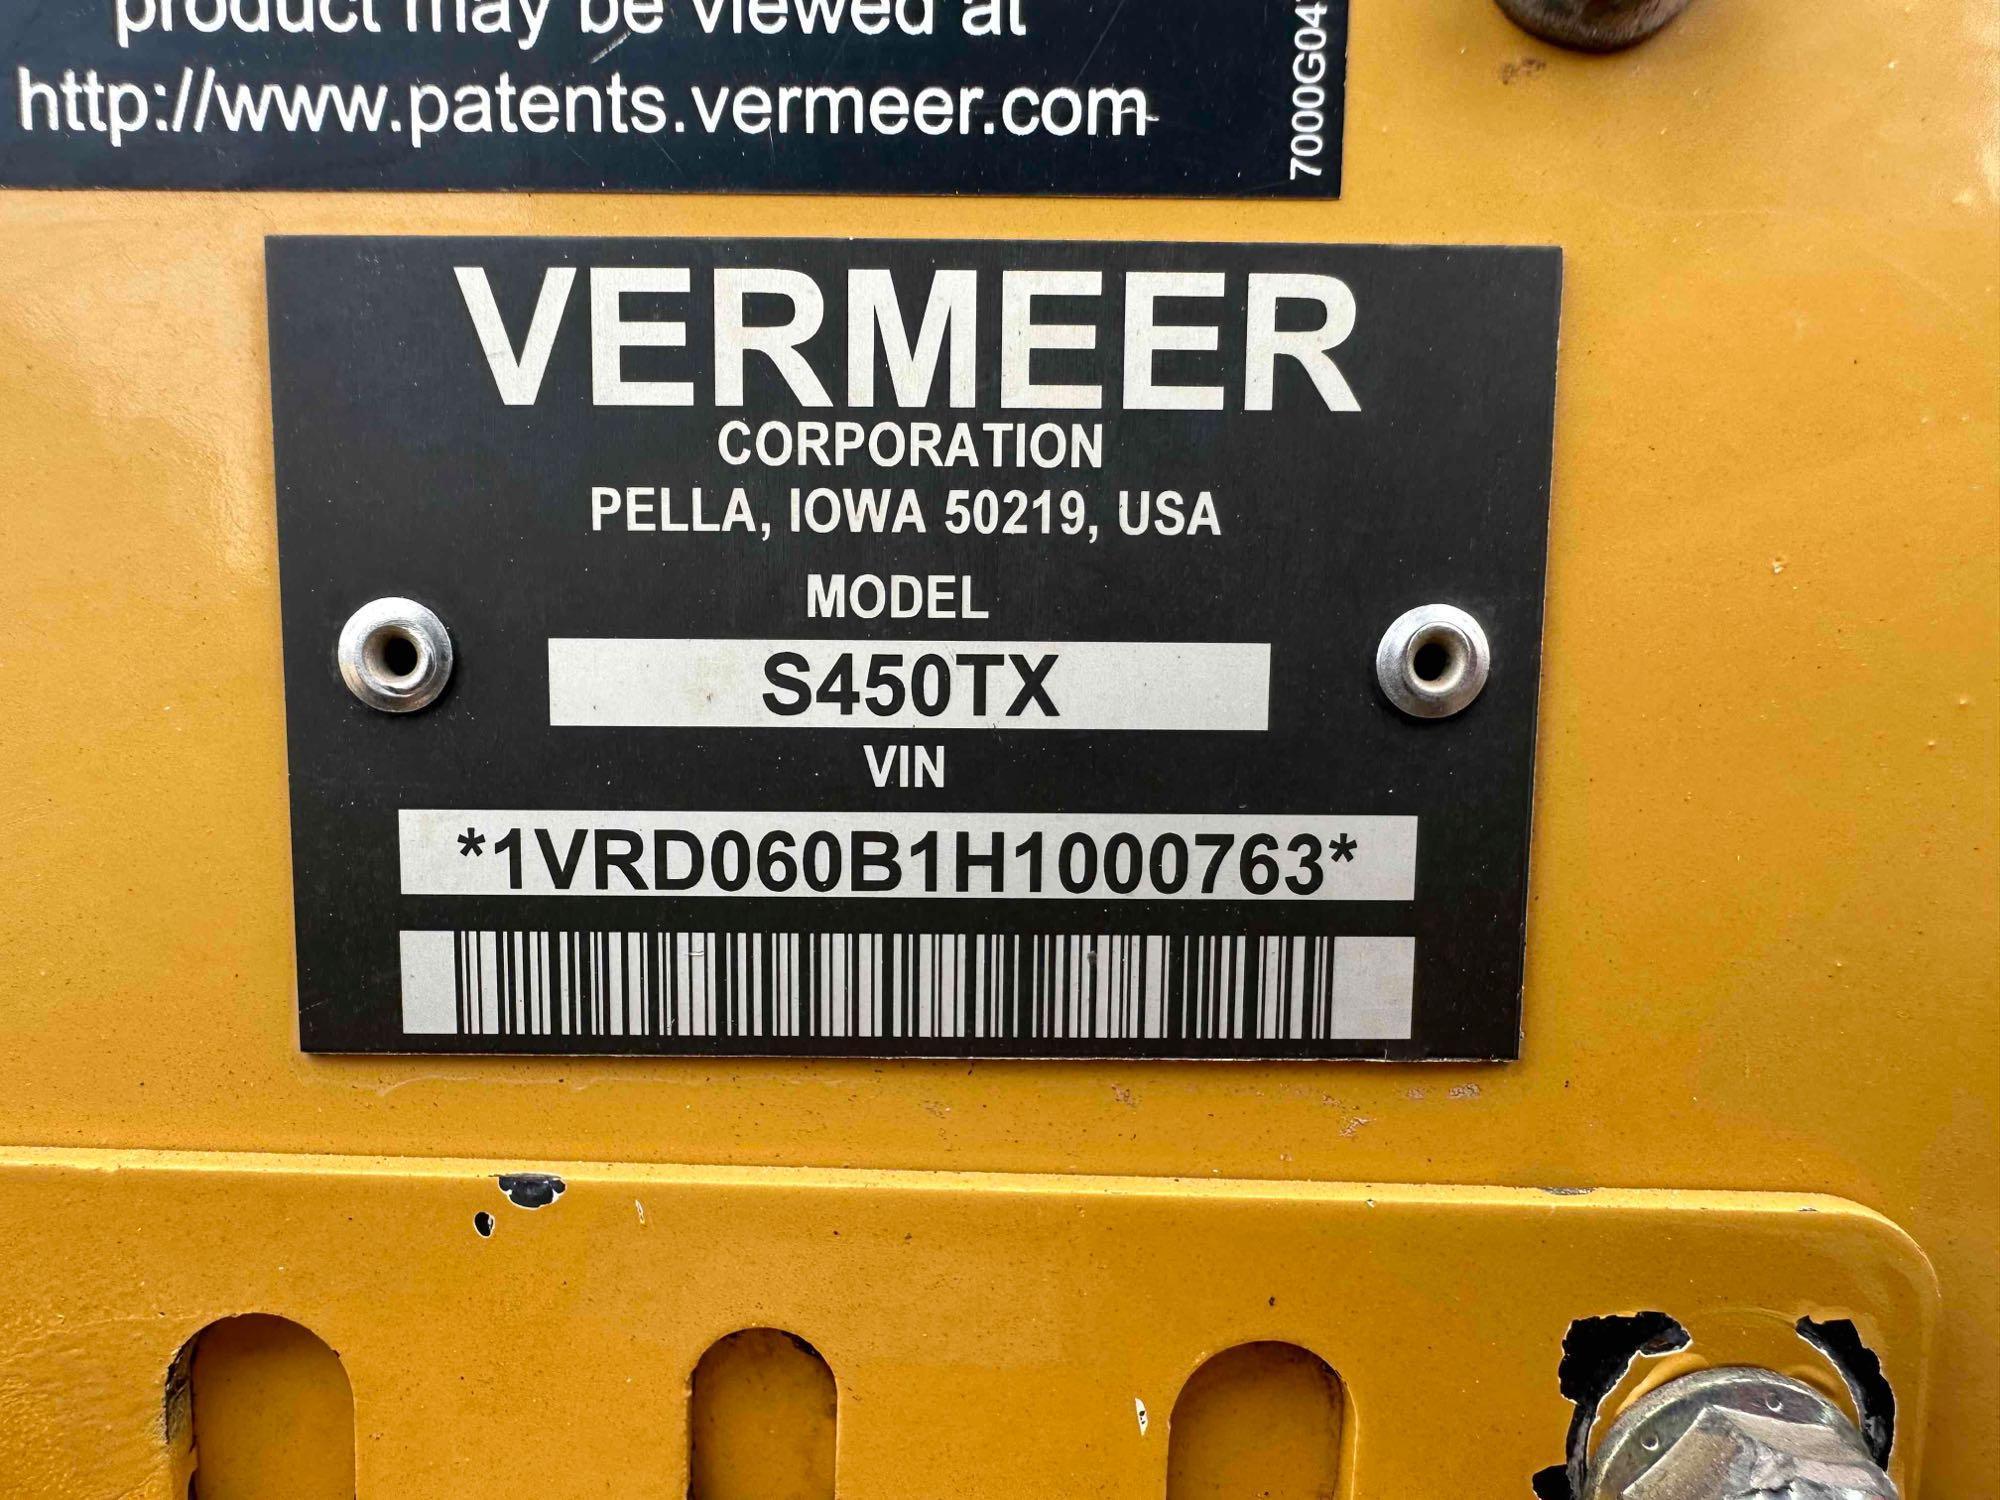 product may be viewed at
http://www.patents.vermeer.com
7000G04
VERMEER
CORPORATION
PELLA, IOWA 50219, USA
MODEL
S450TX
VIN
*1VRD060B1H1000763*